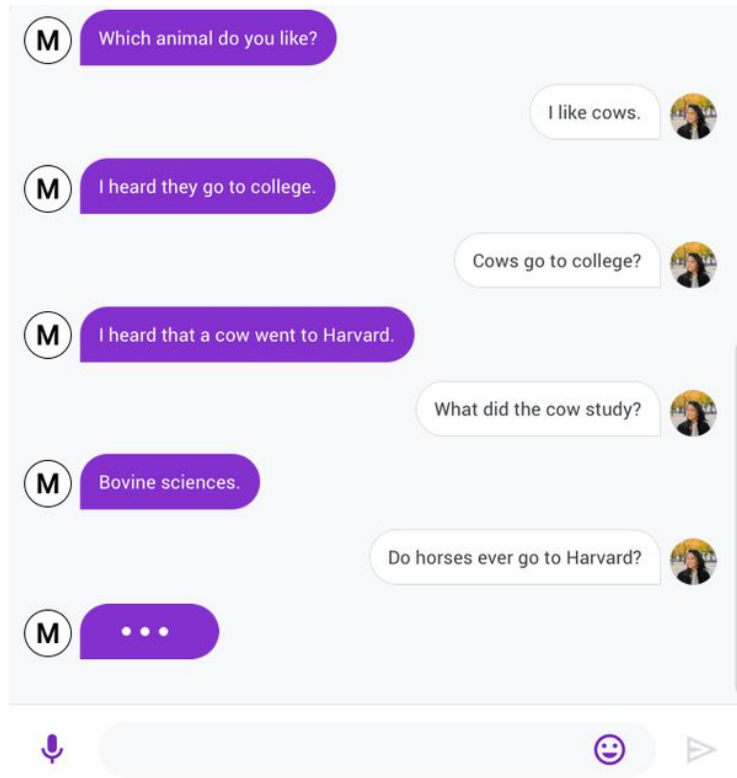 M Which animal do you like?
I like cows.
M I heard they go to college.
Cows go to college?
M I heard that a cow went to Harvard.
What did the cow study?
M Bovine sciences.
Do horses ever go to Harvard?
M